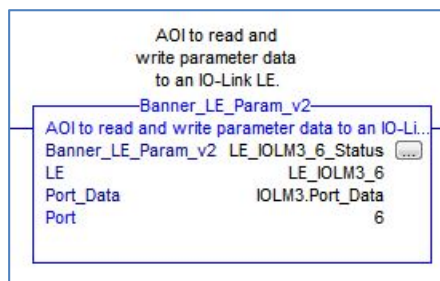 AOI to read and
write parameter data
to an IO-Link LE.
Banner_LE_Param_v2
AOI to read and write parameter data to an IO-Li...
Banner_LE_Param_v2 LE_IOLM3_6_Status ...
LE LE_IOLM3_6
Port_Data IOLM3.Port_Data
Port 6